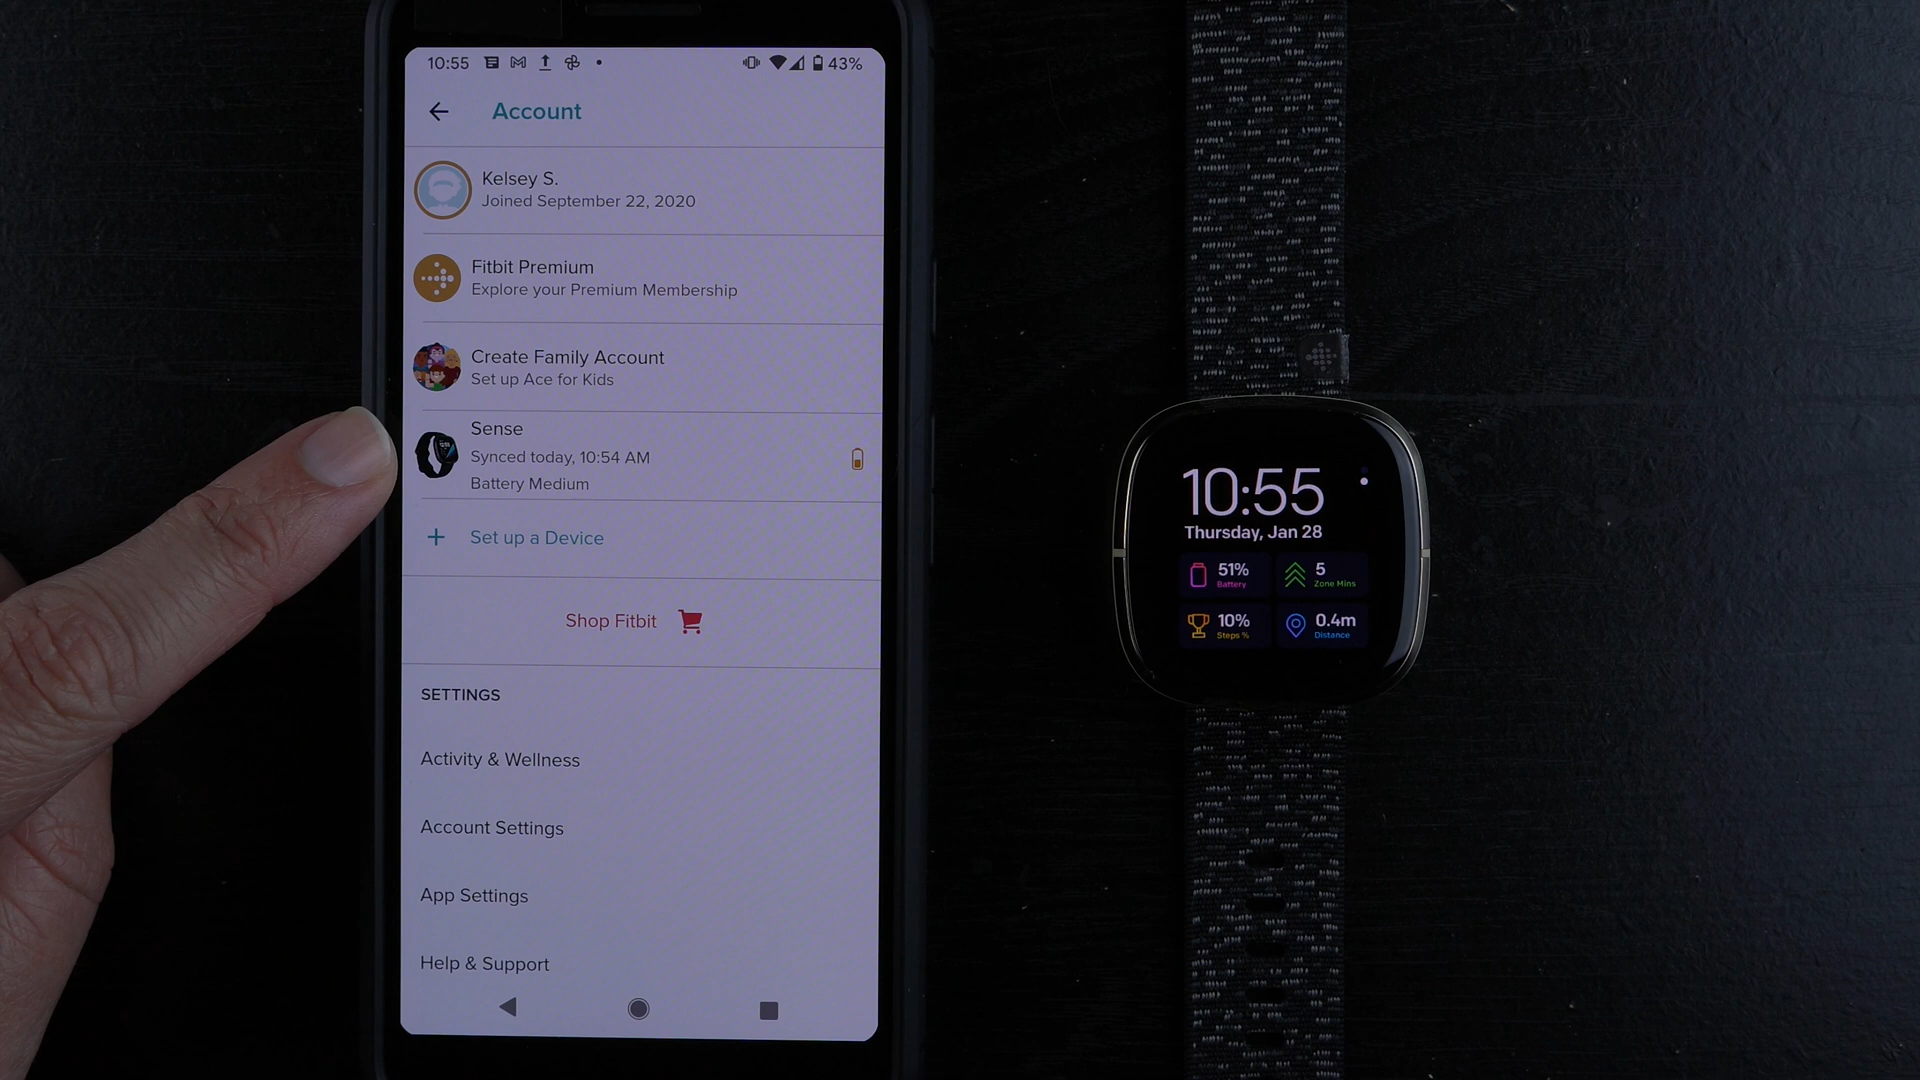 10:55
43%
Account
Kelsey S.
Joined September 22, 2020
Fitbit Premium
Explore your Premium Membership
Create Family Account
Set up Ace for Kids
Sense
Synced today, 10:54 AM
Battery Medium
+ Set up a Device
Shop Fitbit
SETTINGS
Activity & Wellness
Account Settings
App Settings
Help & Support
10:55
Thursday, Jan 28
51%
Battery
5
Zone Mins
10%
Steps %
0.4m
Distance